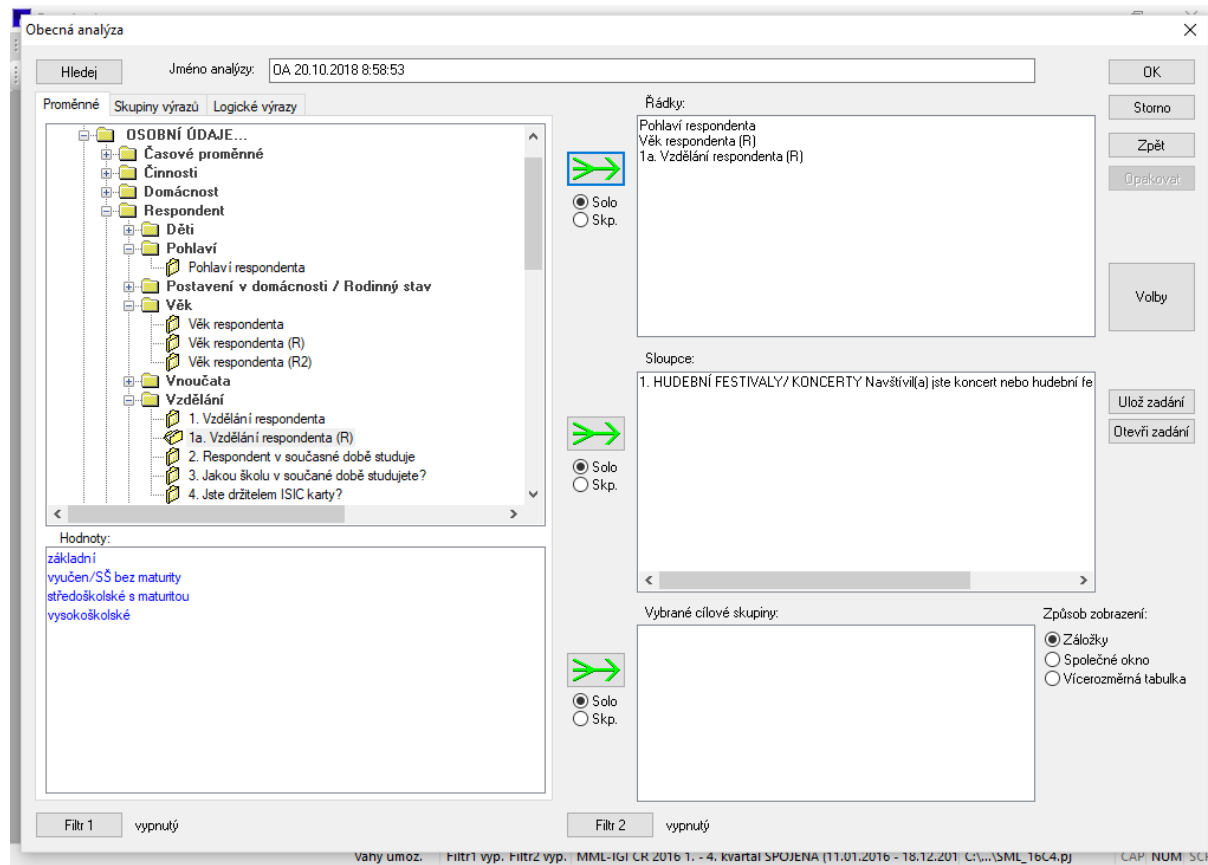 Obecná analýza
Hledej
Jméno analýzy:
OA 20.10.2018 8:58:53
OK
Proměnné
Skupiny výrazů
Logické výrazy
OSOBNÍ ÚDAJE...
Časové proměnné
Činnosti
Domácnost
Respondent
Děti
Pohlaví
Pohlaví respondenta
Postavení v domácnosti / Rodinný stav
Věk
Věk respondenta
Věk respondenta (R)
Věk respondenta (R2)
Vnoučata
Vzdělání
1. Vzdělání respondenta
1a. Vzdělání respondenta (R)
2. Respondent v současné době studuje
3. Jakou školu v součané době studujete?
4. Jste držitelem ISIC karty?
Hodnoty:
základní
vyučen/SŠ bez maturity
středoškolské s maturitou
vysokoškolské
Filtr 1
vypnutý
Solo
Skp.
Řádky:
Pohlaví respondenta
Věk respondenta (R)
1a. Vzdělání respondenta (R)
Storno
Zpět
Opakovat
Volby
Solo
Skp.
Sloupce:
1. HUDEBNÍ FESTIVALY/ KONCERTY Navštívil(a) jste koncert nebo hudební fe
Ulož zadání
Otevři zadání
Solo
Skp.
Vybrané cílové skupiny:
Způsob zobrazení:
Záložky
Společné okno
Vícerozměrná tabulka
Filtr 2
vypnutý
Váhy umož.
Filtr1 vyp. Filtr2 vyp.
MML-TGI CR 2016 1. - 4. kvartál SPOJENÁ (11.01.2016 - 18.12.201
C:\...\SML_16C4.pj
CAP
NUM